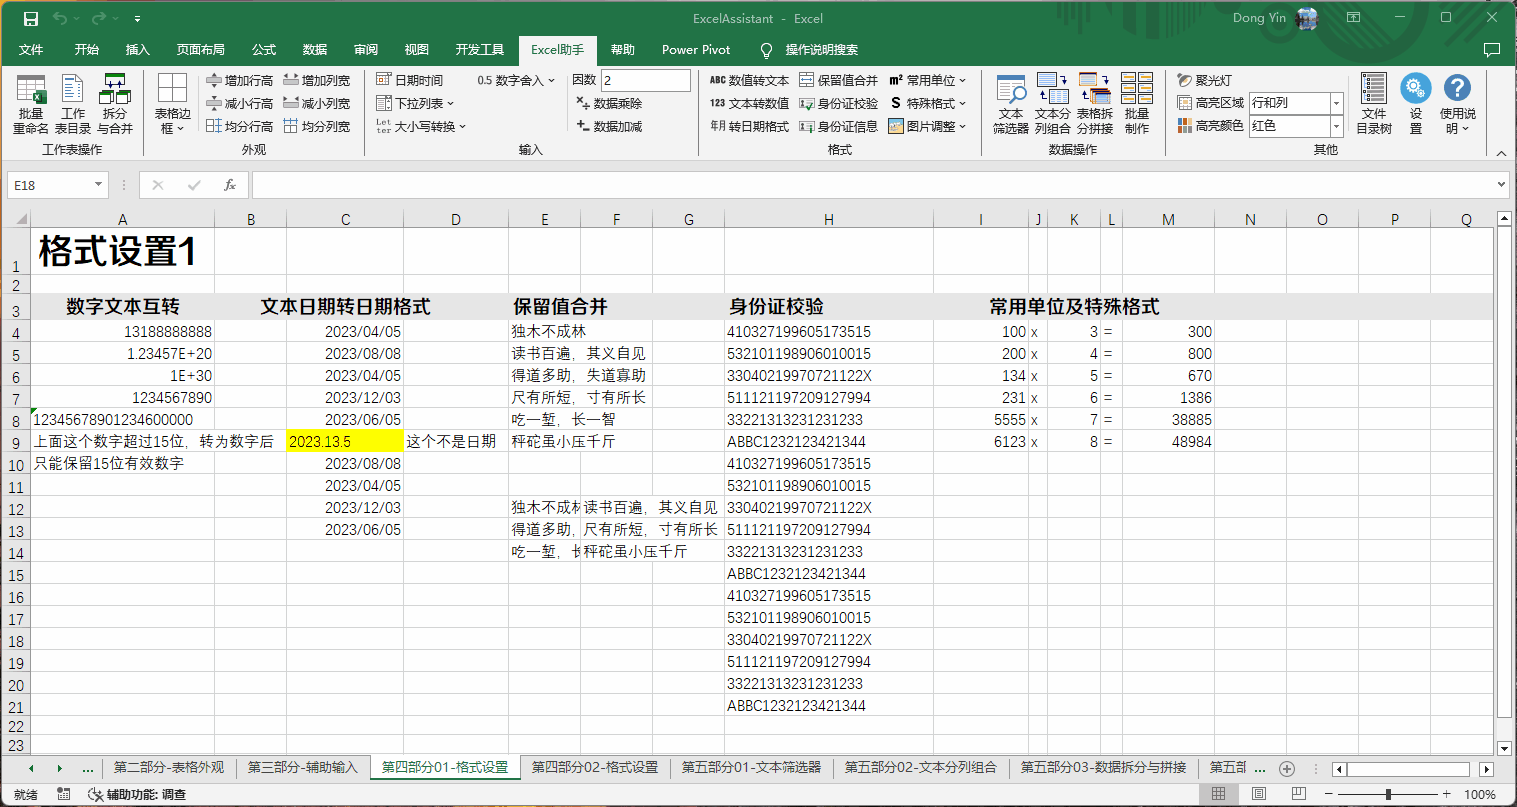 ExcelAssistant - Excel
Dong Yin
文件 开始 插入 页面布局 公式 数据 审阅 视图 开发工具 Excel助手 帮助 Power Pivot 操作说明搜索
批量重命名 工作表目录 拆分与合并 表格边框
工作表操作
增加行高 增加列宽
减小行高 减小列宽
均分行高 均分列宽
外观
日期时间 0.5 数字舍入 因数 2
下拉列表 数据乘除
Letter 大小写转换 数据加减
输入
ABC 数值转文本 保留值合并 m² 常用单位
123 文本转数值 身份证校验 S 特殊格式
年月 转日期格式 身份证信息 图片调整
格式
文本筛选器 文本分列组合 表格拆分拼接 批量制作
数据操作
聚光灯
高亮区域 行和列
高亮颜色 红色
文件目录树 设置 使用说明
其他
E18 fx
A B C D E F G H I J K L M N O P Q
1 格式设置1
2
3 数字文本互转 文本日期转日期格式 保留值合并 身份证校验 常用单位及特殊格式
4 13188888888 2023/04/05 独木不成林 410327199605173515 100 x 3 = 300
5 1.23457E+20 2023/08/08 读书百遍，其义自见 532101198906010015 200 x 4 = 800
6 1E+30 2023/04/05 得道多助，失道寡助 33040219970721122X 134 x 5 = 670
7 1234567890 2023/12/03 尺有所短，寸有所长 511121197209127994 231 x 6 = 1386
8 12345678901234600000 2023/06/05 吃一堑，长一智 33221313231231233 5555 x 7 = 38885
9 上面这个数字超过15位，转为数字后 2023.13.5 这个不是日期 秤砣虽小压千斤 ABBC1232123421344 6123 x 8 = 48984
10 只能保留15位有效数字 2023/08/08 410327199605173515
11 2023/04/05 532101198906010015
12 2023/12/03 独木不成林 读书百遍，其义自见 33040219970721122X
13 2023/06/05 得道多助， 尺有所短，寸有所长 511121197209127994
14 吃一堑，长 秤砣虽小压千斤 33221313231231233
15 ABBC1232123421344
16 410327199605173515
17 532101198906010015
18 33040219970721122X
19 511121197209127994
20 33221313231231233
21 ABBC1232123421344
22
23
... 第二部分-表格外观 第三部分-辅助输入 第四部分01-格式设置 第四部分02-格式设置 第五部分01-文本筛选器 第五部分02-文本分列组合 第五部分03-数据拆分与拼接 第五部 ...
就绪 辅助功能: 调查 100%